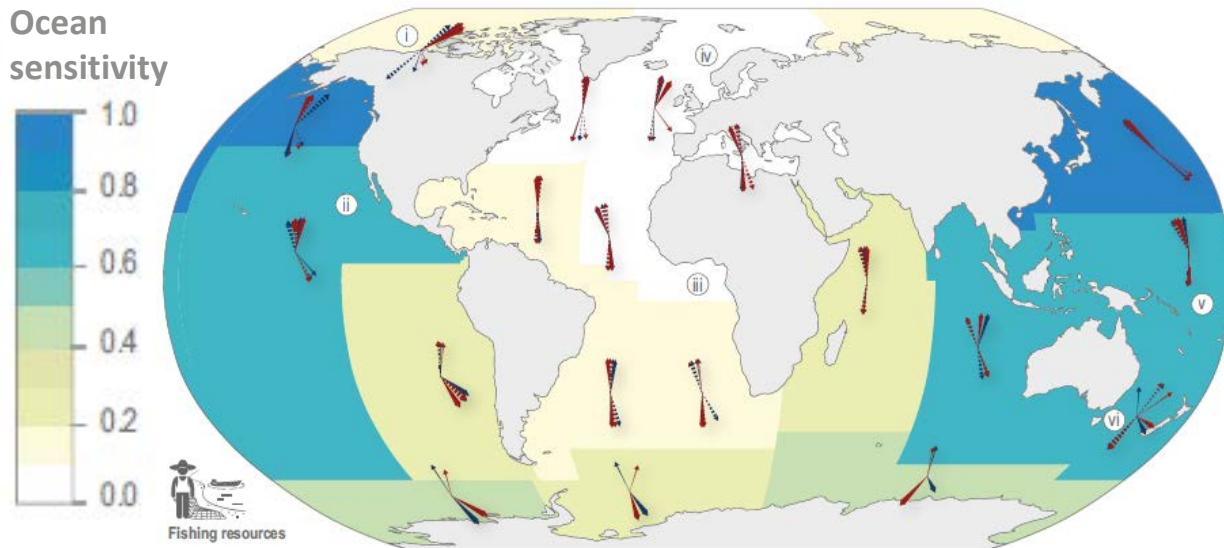 Ocean
sensitivity
1.0
0.8
0.6
0.4
0.2
0.0
Fishing resources
i
ii
iii
iv
v
vi